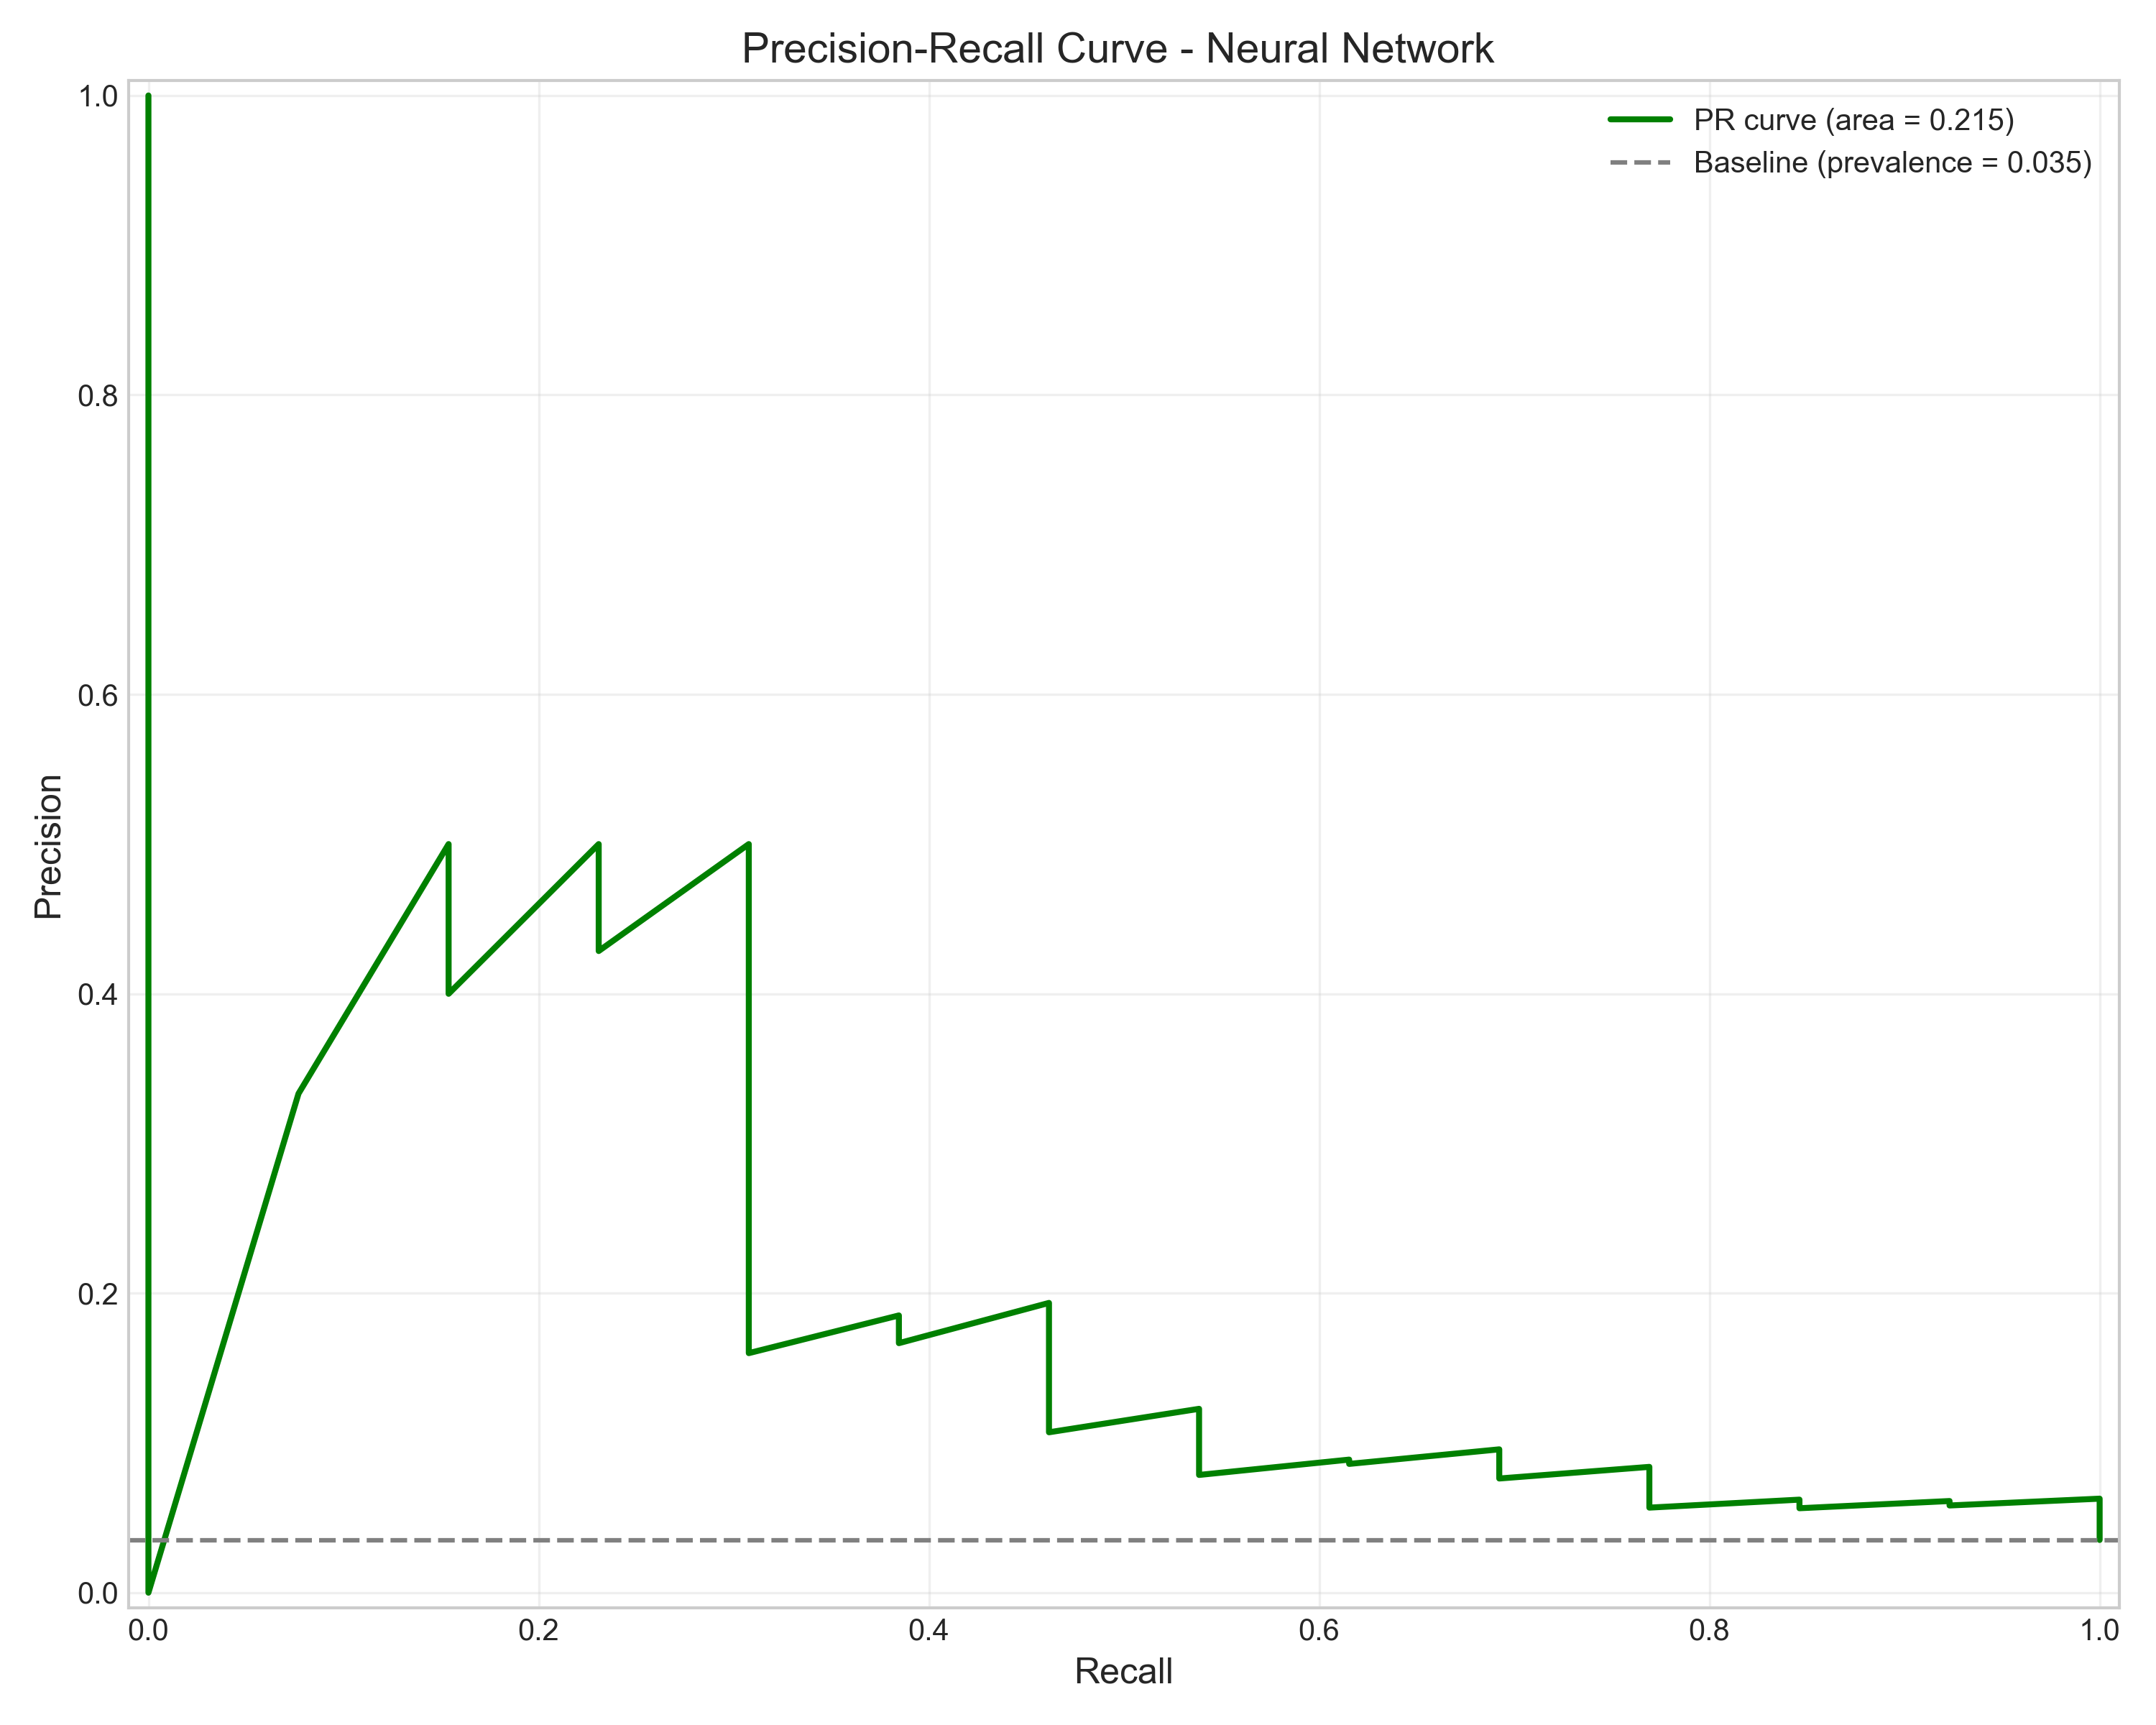 Precision-Recall Curve - Neural Network
PR curve (area = 0.215)
Baseline (prevalence = 0.035)
1.0
0.8
0.6
0.4
0.2
0.0
Precision
0.0 0.2 0.4 0.6 0.8 1.0
Recall